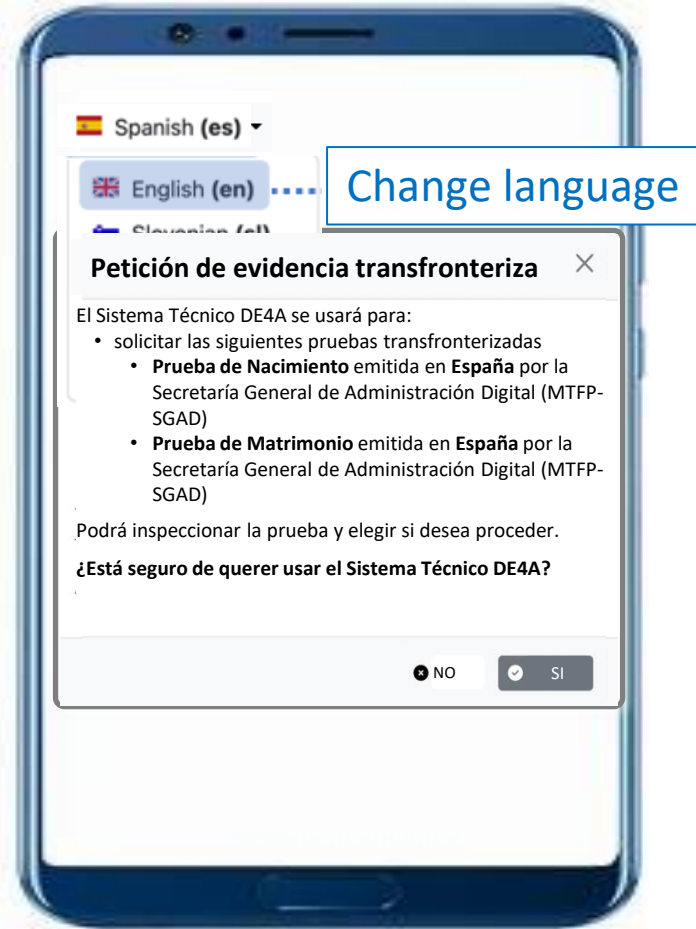 Spanish (es)
English (en)
Change language
Slovenian (sl)
Petición de evidencia transfronteriza
El Sistema Técnico DE4A se usará para:
• solicitar las siguientes pruebas transfronterizadas
• Prueba de Nacimiento emitida en España por la
Secretaría General de Administración Digital (MTFP-
SGAD)
• Prueba de Matrimonio emitida en España por la
Secretaría General de Administración Digital (MTFP-
SGAD)
Podrá inspeccionar la prueba y elegir si desea proceder.
¿Está seguro de querer usar el Sistema Técnico DE4A?
NO
SI